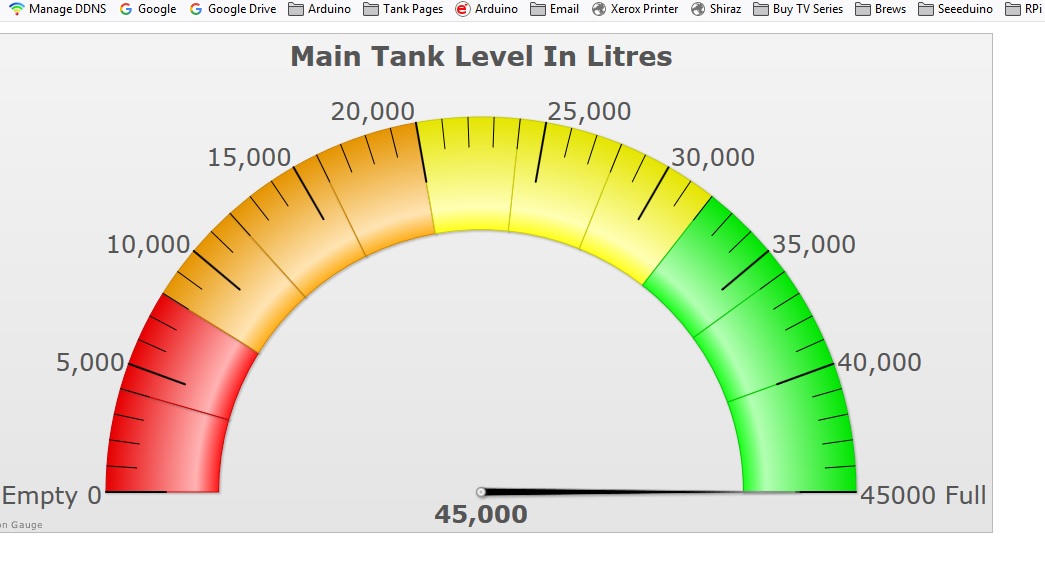 Manage DDNS Google Google Drive Arduino Tank Pages Arduino Email Xerox Printer Shiraz Buy TV Series Brews Seeeduino RPi
Main Tank Level In Litres
20,000 25,000
15,000 30,000
10,000 35,000
5,000 40,000
Empty 0 45000 Full
45,000
on Gauge